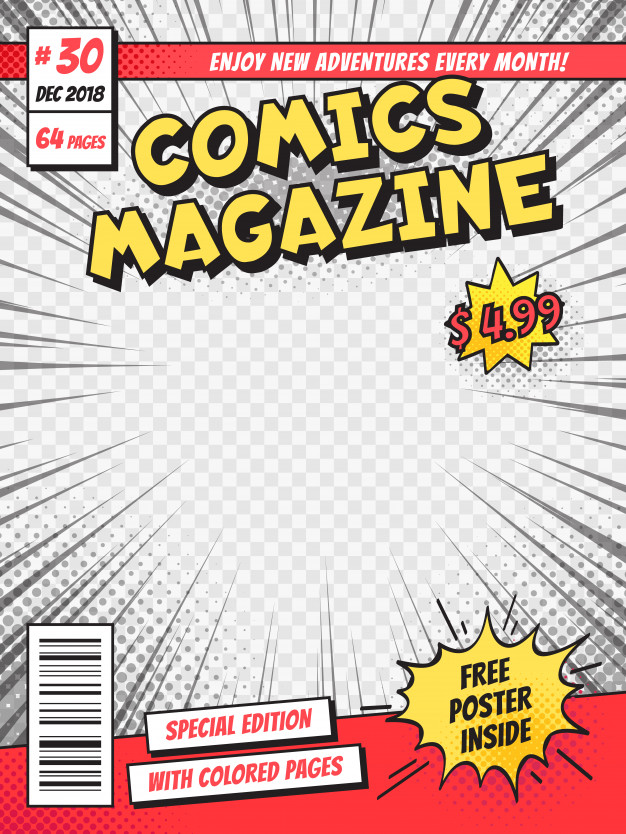 # 30
DEC 2018
64 PAGES
ENJOY NEW ADVENTURES EVERY MONTH!
COMICS
MAGAZINE
$ 4.99
FREE
POSTER
INSIDE
SPECIAL EDITION
WITH COLORED PAGES